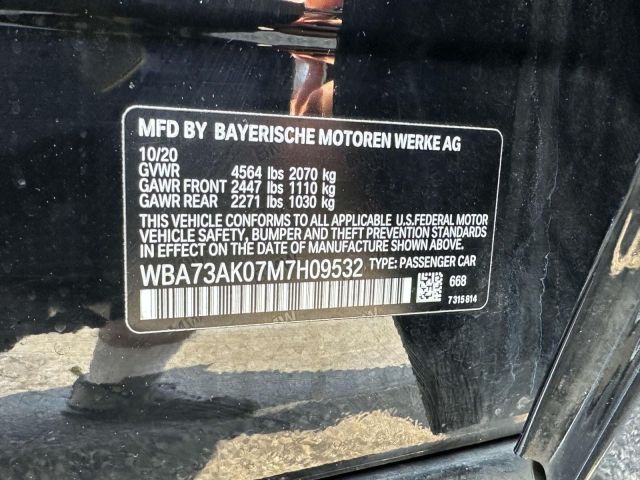 MFD BY BAYERISCHE MOTOREN WERKE AG
10/20
GVWR 4564 lbs 2070 kg
GAWR FRONT 2447 lbs 1110 kg
GAWR REAR 2271 lbs 1030 kg
THIS VEHICLE CONFORMS TO ALL APPLICABLE U.S.FEDERAL MOTOR
VEHICLE SAFETY, BUMPER AND THEFT PREVENTION STANDARDS
IN EFFECT ON THE DATE OF MANUFACTURE SHOWN ABOVE.
WBA73AK07M7H09532 TYPE: PASSENGER CAR
668
7315814